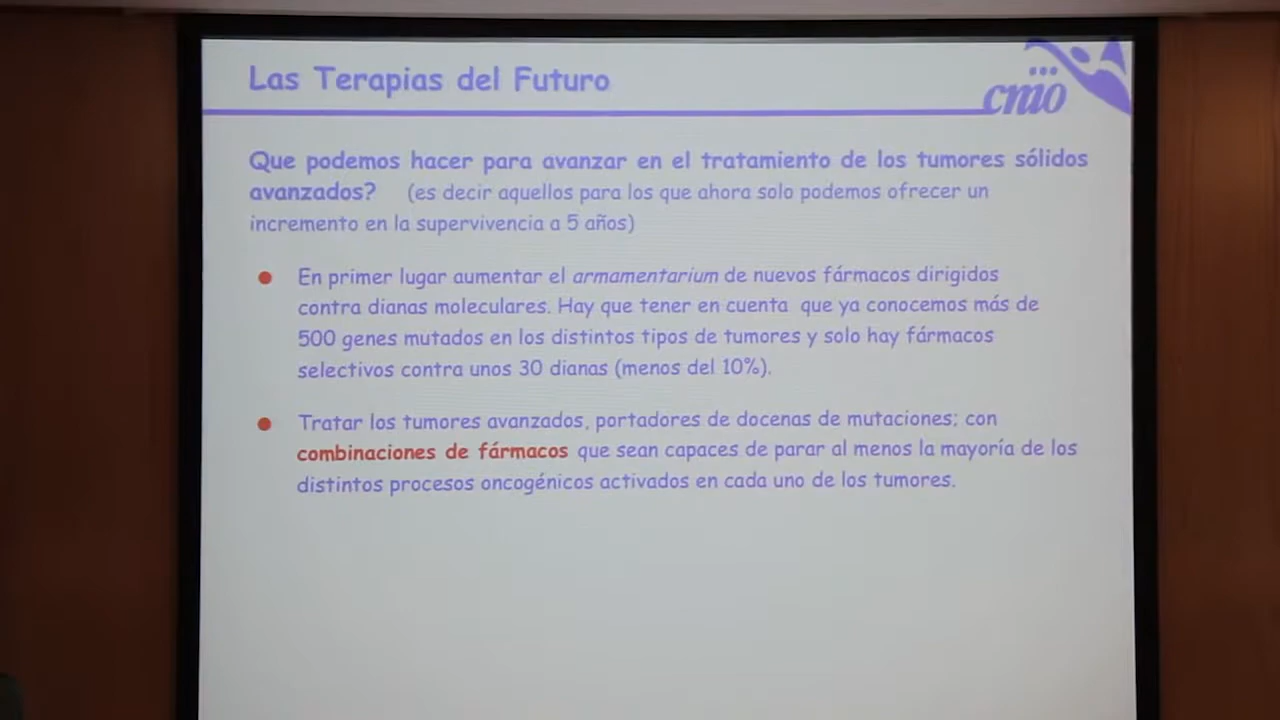 Las Terapias del Futuro
cnio
Que podemos hacer para avanzar en el tratamiento de los tumores sólidos
avanzados? (es decir aquellos para los que ahora solo podemos ofrecer un
incremento en la supervivencia a 5 años)
En primer lugar aumentar el armamentarium de nuevos fármacos dirigidos
contra dianas moleculares. Hay que tener en cuenta que ya conocemos más de
500 genes mutados en los distintos tipos de tumores y solo hay fármacos
selectivos contra unos 30 dianas (menos del 10%).
Tratar los tumores avanzados, portadores de docenas de mutaciones; con
combinaciones de fármacos que sean capaces de parar al menos la mayoría de los
distintos procesos oncogénicos activados en cada uno de los tumores.